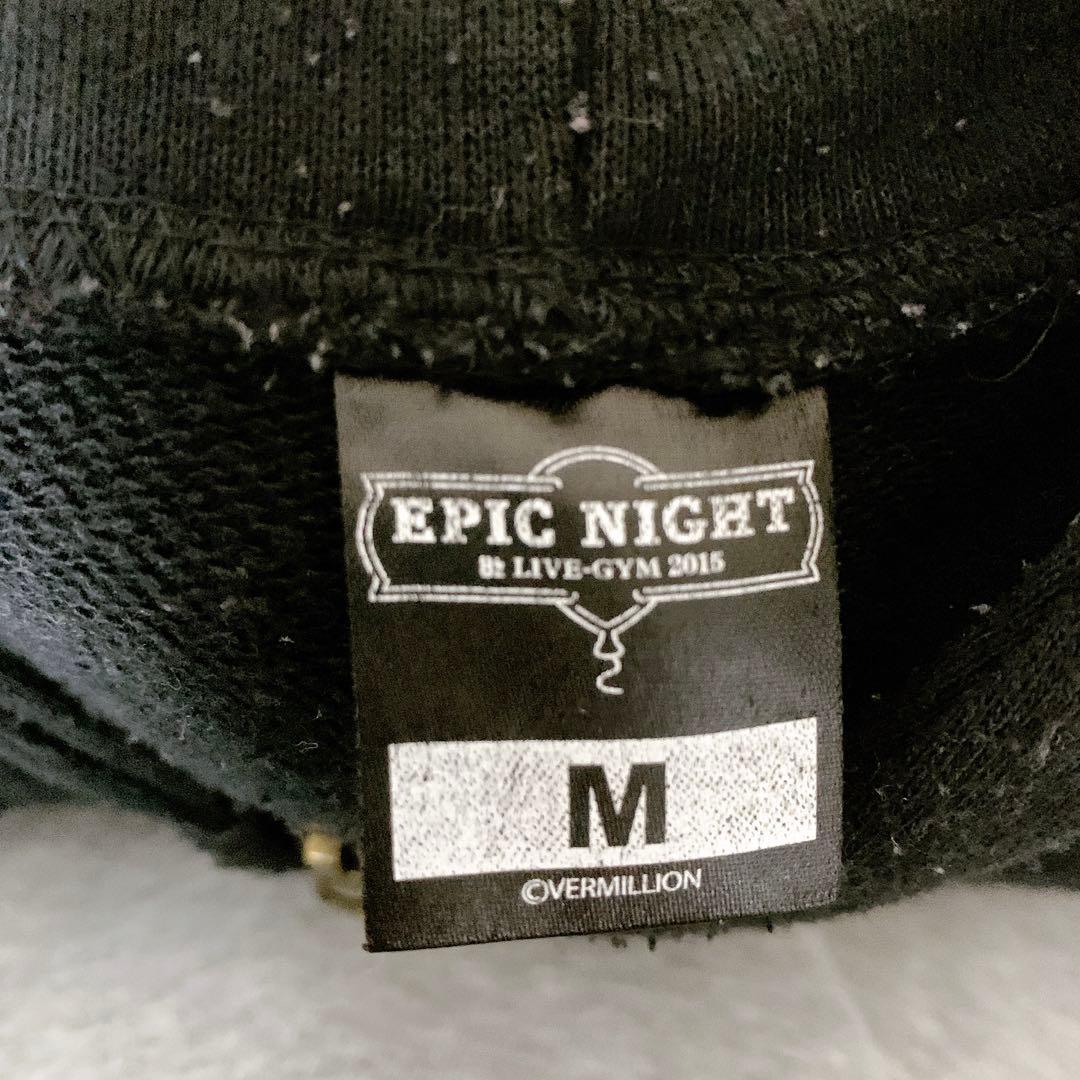 EPIC NIGHT
B'z LIVE-GYM 2015
M
©VERMILLION